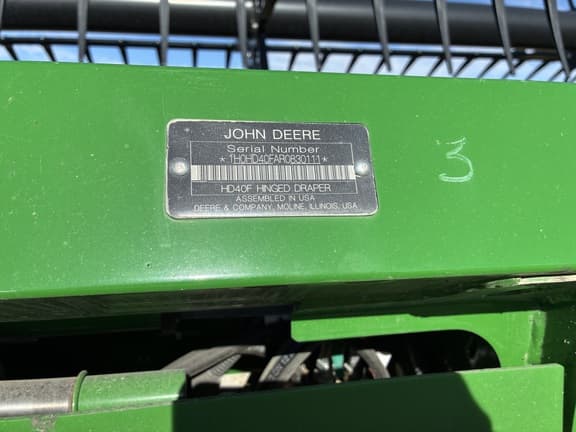 JOHN DEERE
Serial Number
*1H0HD40FAR0830111*
HD40F HINGED DRAPER
ASSEMBLED IN USA
DEERE & COMPANY, MOLINE, ILLINOIS, USA
3